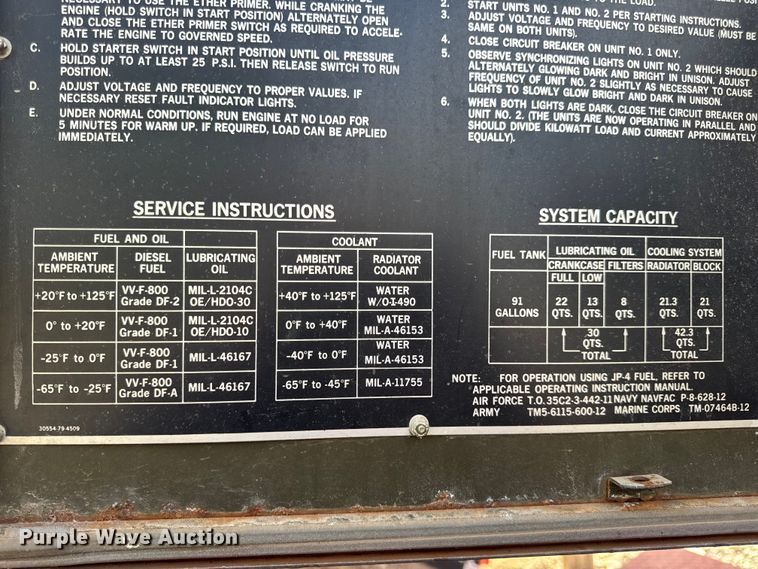 NECESSARY TO USE THE ETHER PRIMER. WHILE CRANKING THE
ENGINE (HOLD SWITCH IN START POSITION) ALTERNATELY OPEN
AND CLOSE THE ETHER PRIMER SWITCH AS REQUIRED TO ACCELE-
RATE THE ENGINE TO GOVERNED SPEED.
C. HOLD STARTER SWITCH IN START POSITION UNTIL OIL PRESSURE
BUILDS UP TO AT LEAST 25 P.S.I. THEN RELEASE SWITCH TO RUN
POSITION.
D. ADJUST VOLTAGE AND FREQUENCY TO PROPER VALUES. IF
NECESSARY RESET FAULT INDICATOR LIGHTS.
E. UNDER NORMAL CONDITIONS, RUN ENGINE AT NO LOAD FOR
5 MINUTES FOR WARM UP. IF REQUIRED, LOAD CAN BE APPLIED
IMMEDIATELY.
TO THE LOAD.
2. START UNITS NO. 1 AND NO. 2 PER STARTING INSTRUCTIONS.
3. ADJUST VOLTAGE AND FREQUENCY TO DESIRED VALUE (MUST BE
SAME ON BOTH UNITS).
4. CLOSE CIRCUIT BREAKER ON UNIT NO. 1 ONLY.
5. OBSERVE SYNCHRONIZING LIGHTS ON UNIT NO. 2 WHICH SHOULD
ALTERNATELY GLOWING DARK AND BRIGHT IN UNISON. ADJUST
FREQUENCY OF UNIT NO. 2 SLIGHTLY AS NECESSARY TO CAUSE
LIGHTS TO SLOWLY GLOW BRIGHT AND DARK IN UNISON.
6. WHEN BOTH LIGHTS ARE DARK, CLOSE THE CIRCUIT BREAKER ON
UNIT NO. 2. (THE UNITS ARE NOW OPERATING IN PARALLEL AND
SHOULD DIVIDE KILOWATT LOAD AND CURRENT APPROXIMATELY
EQUALLY).
SERVICE INSTRUCTIONS
FUEL AND OIL
AMBIENT TEMPERATURE DIESEL FUEL LUBRICATING OIL
+20°F to +125°F VV-F-800 Grade DF-2 MIL-L-2104C OE/HDO-30
0° to +20°F VV-F-800 Grade DF-1 MIL-L-2104C OE/HDO-10
-25°F to 0°F VV-F-800 Grade DF-1 MIL-L-46167
-65°F to -25°F VV-F-800 Grade DF-A MIL-L-46167
COOLANT
AMBIENT TEMPERATURE RADIATOR COOLANT
+40°F to +125°F WATER W/O-I-490
0°F to +40°F WATER MIL-A-46153
-40°F to 0°F WATER MIL-A-46153
-65°F to -45°F MIL-A-11755
SYSTEM CAPACITY
FUEL TANK LUBRICATING OIL COOLING SYSTEM
CRANKCASE FILTERS RADIATOR BLOCK
FULL LOW
91 GALLONS 22 QTS. 13 QTS. 8 QTS. 21.3 QTS. 21 QTS.
30 QTS. TOTAL 42.3 QTS. TOTAL
NOTE: FOR OPERATION USING JP-4 FUEL, REFER TO
APPLICABLE OPERATING INSTRUCTION MANUAL.
AIR FORCE T.O. 35C2-3-442-11 NAVY NAVFAC P-8-628-12
ARMY TM5-6115-600-12 MARINE CORPS TM-07464B-12
30554-79-4509
Purple Wave Auction